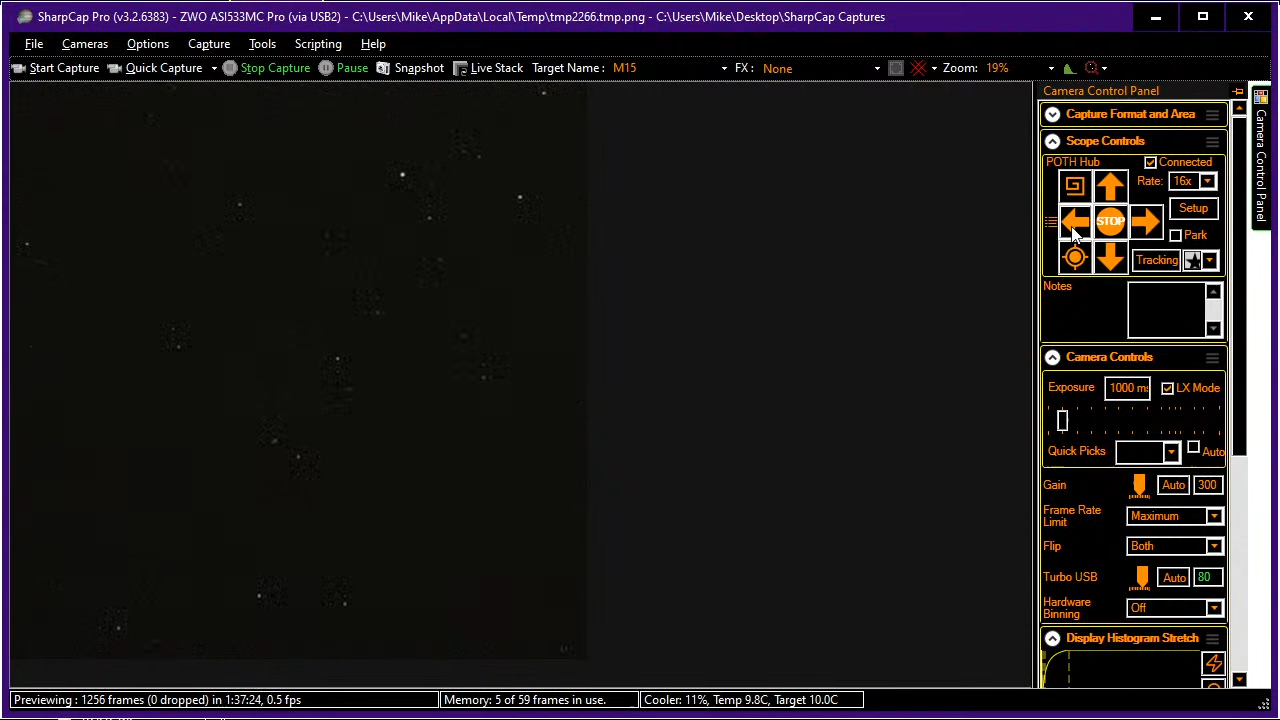 SharpCap Pro (v3.2.6383) - ZWO ASI533MC Pro (via USB2) - C:\Users\Mike\AppData\Local\Temp\tmp2266.tmp.png - C:\Users\Mike\Desktop\SharpCap Captures
File Cameras Options Capture Tools Scripting Help
Start Capture Quick Capture Stop Capture Pause Snapshot Live Stack Target Name : M15 FX : None Zoom: 19%
Camera Control Panel
Capture Format and Area
Camera Control Panel
Scope Controls
POTH Hub Connected
Rate: 16x
Setup
STOP
Park
Tracking
Notes
Camera Controls
Exposure 1000 ms LX Mode
Quick Picks Auto
Gain Auto 300
Frame Rate Limit Maximum
Flip Both
Turbo USB Auto 80
Hardware Binning Off
Display Histogram Stretch
Previewing : 1256 frames (0 dropped) in 1:37:24, 0.5 fps Memory: 5 of 59 frames in use. Cooler: 11%, Temp 9.8C, Target 10.0C